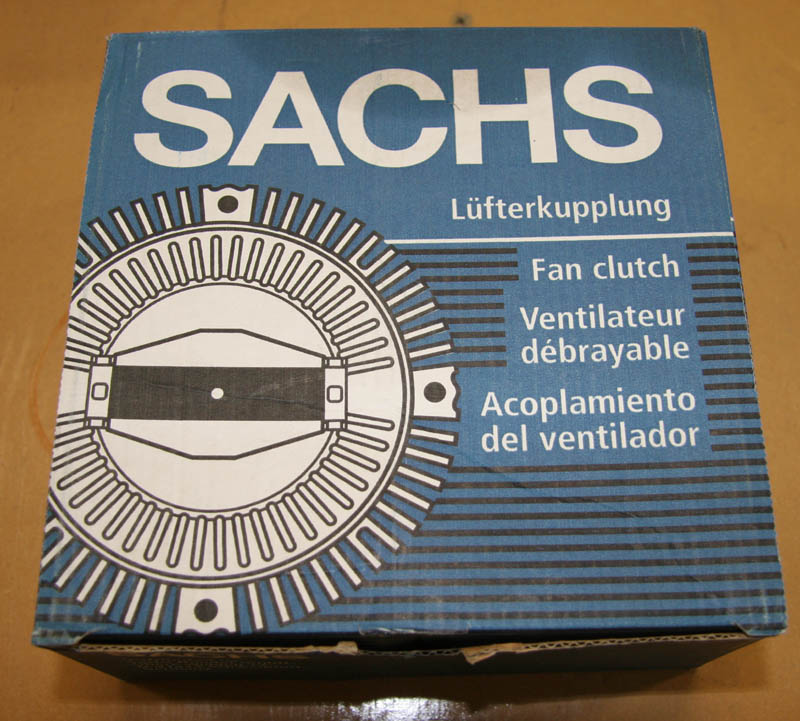 SACHS
Lüfterkupplung
Fan clutch
Ventilateur
débrayable
Acoplamiento
del ventilador